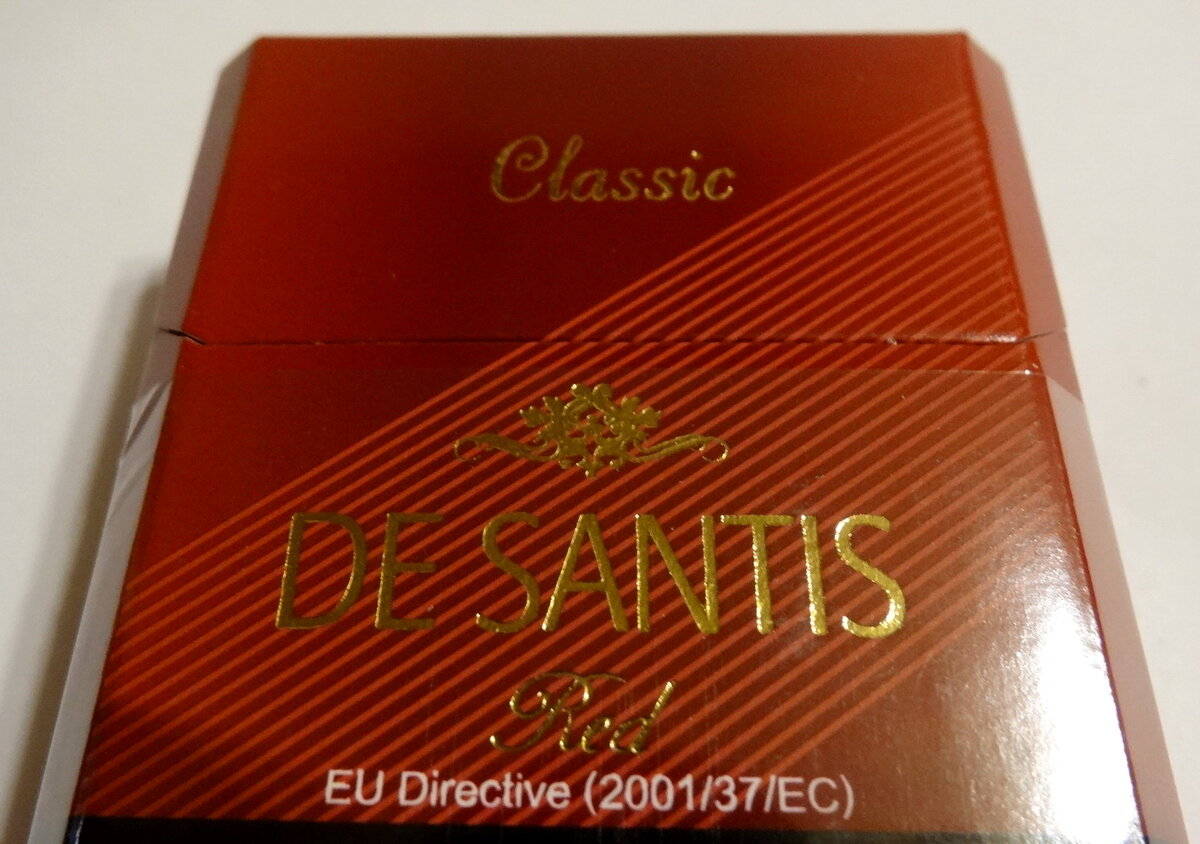 Classic
DE SANTIS
Red
EU Directive (2001/37/EC)